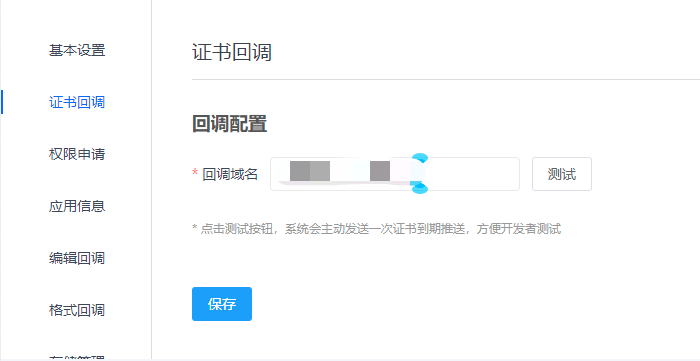 基本设置
证书回调
权限申请
应用信息
编辑回调
格式回调
证书回调
回调配置
* 回调域名
测试
* 点击测试按钮，系统会主动发送一次证书到期推送，方便开发者测试
保存